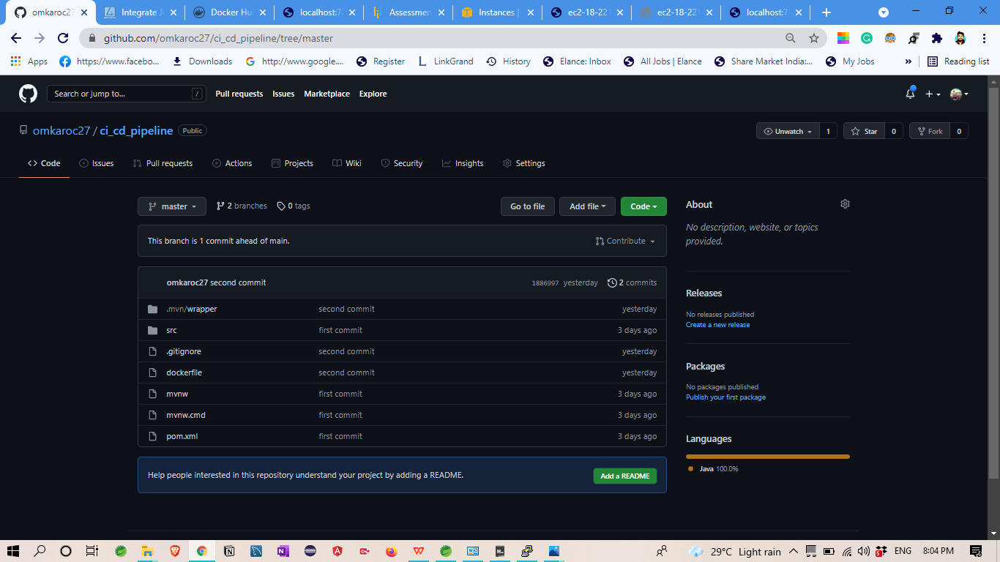 omkaroc27
Integrate J
Docker Hu
localhost:7
Assessmen
Instances |
ec2-18-221
ec2-18-221
localhost:7
github.com/omkaroc27/ci_cd_pipeline/tree/master
Apps
https://www.facebo...
Downloads
http://www.google....
Register
LinkGrand
History
Elance: Inbox
All Jobs | Elance
Share Market India:...
My Jobs
»
Reading list
Search or jump to...
/
Pull requests
Issues
Marketplace
Explore
omkaroc27 / ci_cd_pipeline
Public
Unwatch
1
Star
0
Fork
0
Code
Issues
Pull requests
Actions
Projects
Wiki
Security
Insights
Settings
master
2 branches
0 tags
Go to file
Add file
Code
About
No description, website, or topics
provided.
This branch is 1 commit ahead of main.
Contribute
omkaroc27 second commit
1886997 yesterday
2 commits
.mvn/wrapper
second commit
yesterday
src
first commit
3 days ago
.gitignore
second commit
yesterday
dockerfile
second commit
yesterday
mvnw
first commit
3 days ago
mvnw.cmd
first commit
3 days ago
pom.xml
first commit
3 days ago
Help people interested in this repository understand your project by adding a README.
Add a README
Releases
No releases published
Create a new release
Packages
No packages published
Publish your first package
Languages
Java 100.0%
29°C Light rain
ENG
8:04 PM